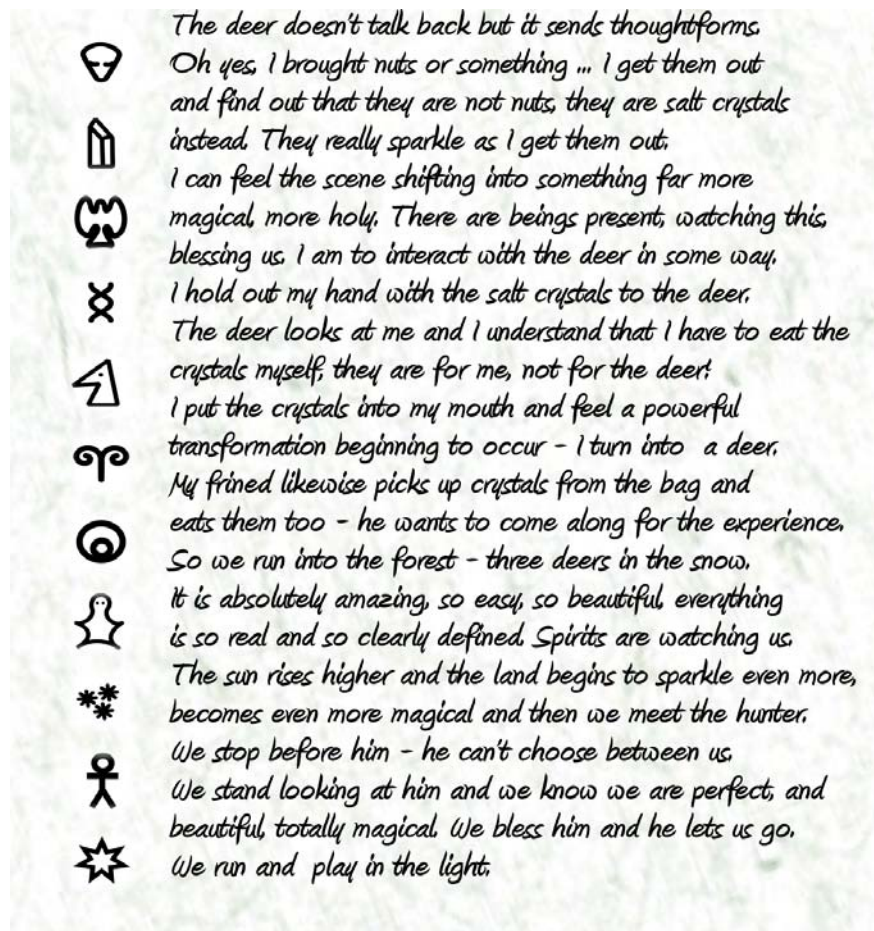 The deer doesn't talk back but it sends thoughtforms.
Oh yes, I brought nuts or something ... I get them out
and find out that they are not nuts, they are salt crystals
instead. They really sparkle as I get them out.
I can feel the scene shifting into something far more
magical, more holy. There are beings present, watching this,
blessing us. I am to interact with the deer in some way.
I hold out my hand with the salt crystals to the deer.
The deer looks at me and I understand that I have to eat the
crystals myself, they are for me, not for the deer!
I put the crystals into my mouth and feel a powerful
transformation beginning to occur - I turn into a deer.
My frined likewise picks up crystals from the bag and
eats them too - he wants to come along for the experience.
So we run into the forest - three deers in the snow.
It is absolutely amazing, so easy, so beautiful, everything
is so real and so clearly defined. Spirits are watching us.
The sun rises higher and the land begins to sparkle even more,
becomes even more magical and then we meet the hunter.
We stop before him - he can't choose between us.
We stand looking at him and we know we are perfect, and
beautiful, totally magical. We bless him and he lets us go.
We run and play in the light.